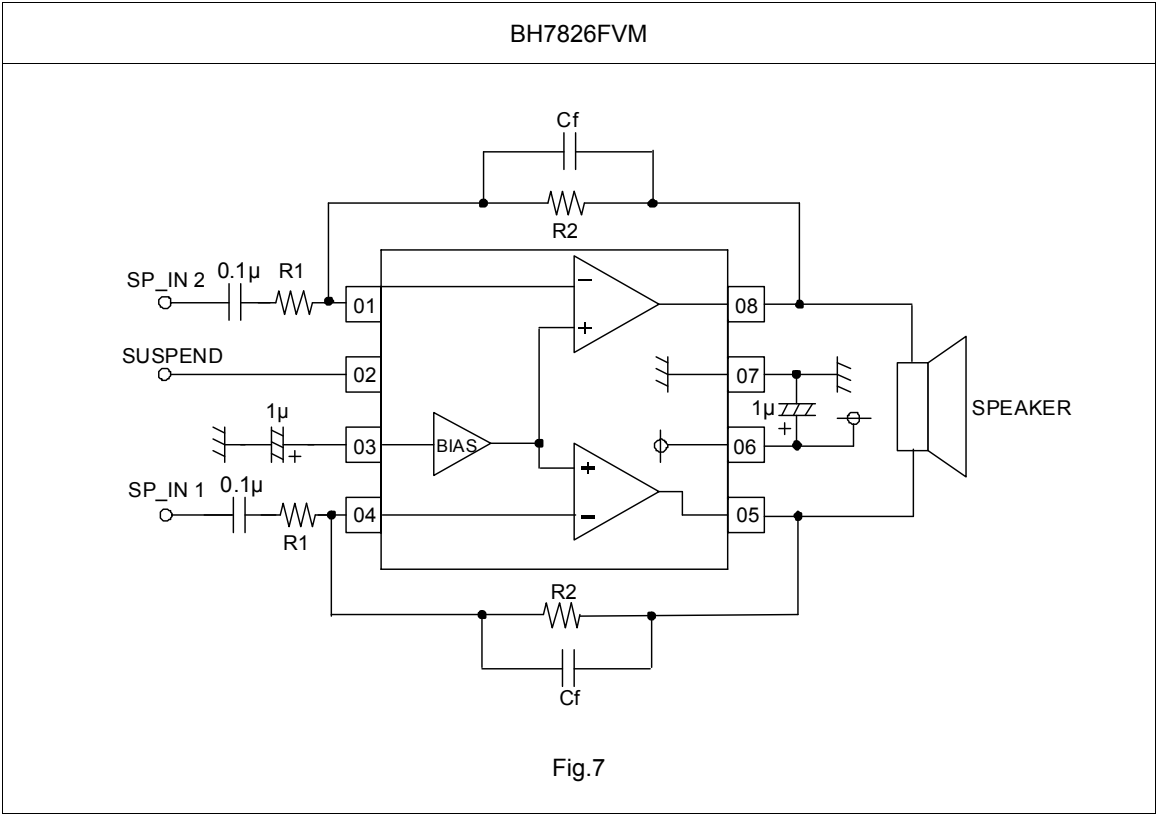 BH7826FVM
Cf
R2
SP_IN 2
0.1µ
R1
01
−
08
+
SUSPEND
02
07
1µ
+
SPEAKER
1µ
+
03
BIAS
06
SP_IN 1
0.1µ
R1
04
+
−
05
R2
Cf
Fig.7